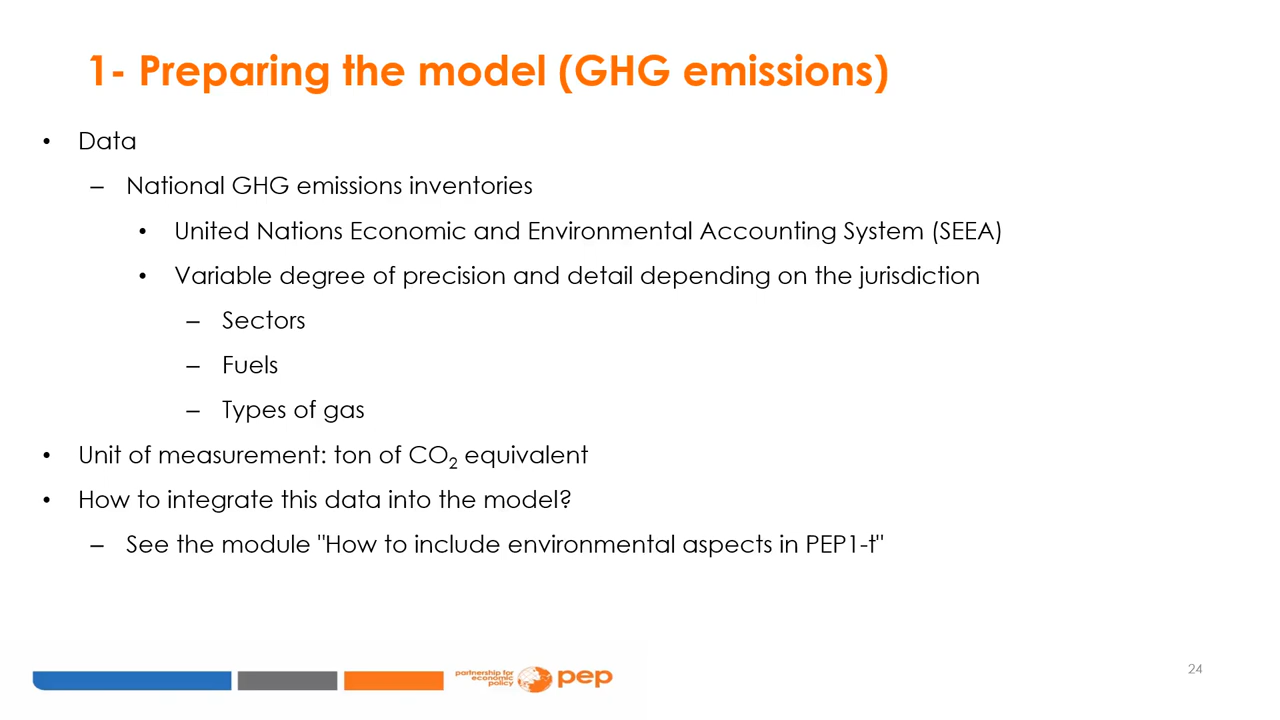 1- Preparing the model (GHG emissions)
• Data
– National GHG emissions inventories
• United Nations Economic and Environmental Accounting System (SEEA)
• Variable degree of precision and detail depending on the jurisdiction
– Sectors
– Fuels
– Types of gas
• Unit of measurement: ton of CO₂ equivalent
• How to integrate this data into the model?
– See the module "How to include environmental aspects in PEP1-t"
partnership for
economic
policy
pep
24